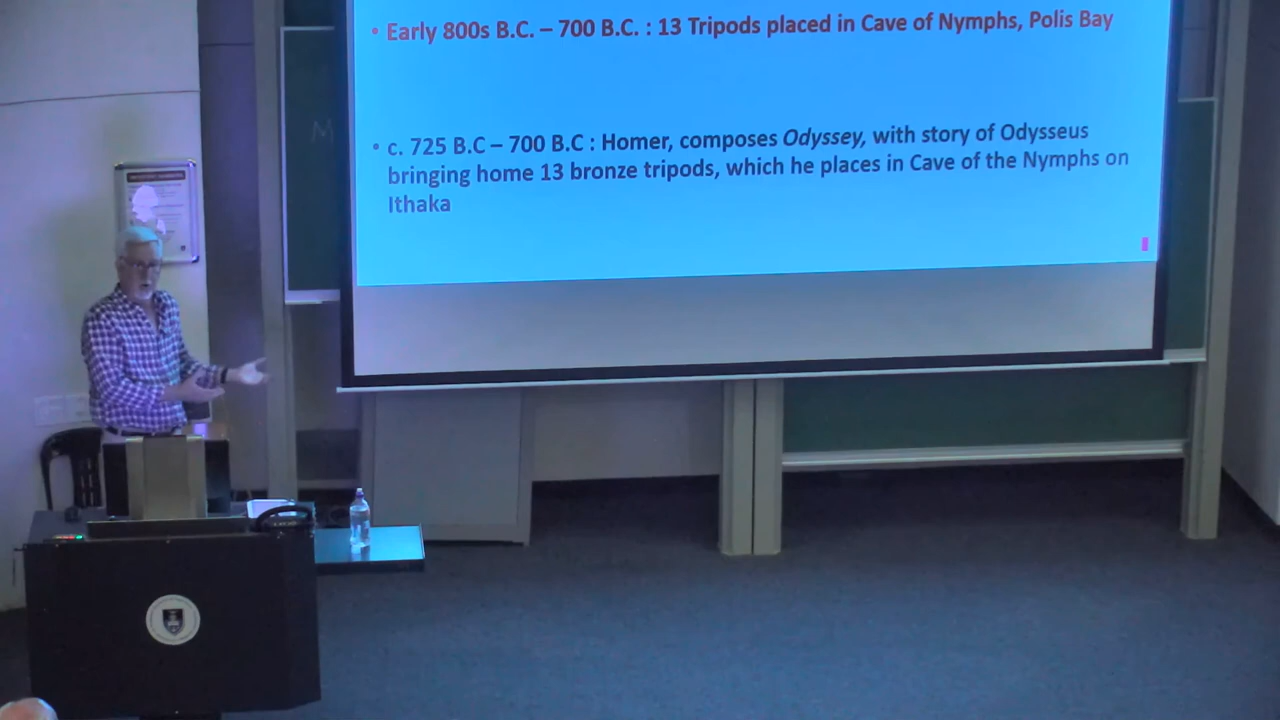 • Early 800s B.C. – 700 B.C. : 13 Tripods placed in Cave of Nymphs, Polis Bay
• c. 725 B.C – 700 B.C : Homer, composes Odyssey, with story of Odysseus
bringing home 13 bronze tripods, which he places in Cave of the Nymphs on
Ithaka
M